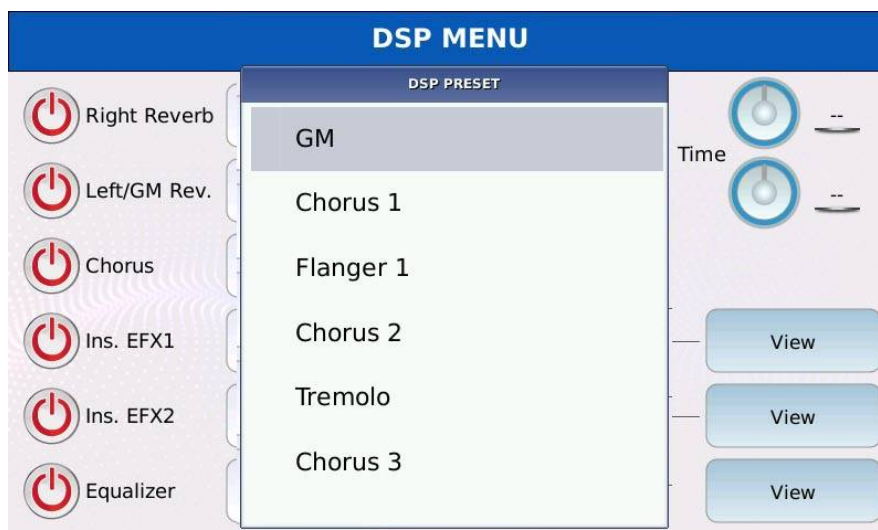 DSP MENU
DSP PRESET
Right Reverb
Left/GM Rev.
Chorus
Ins. EFX1
Ins. EFX2
Equalizer
GM
Chorus 1
Flanger 1
Chorus 2
Tremolo
Chorus 3
Time
--
--
View
View
View